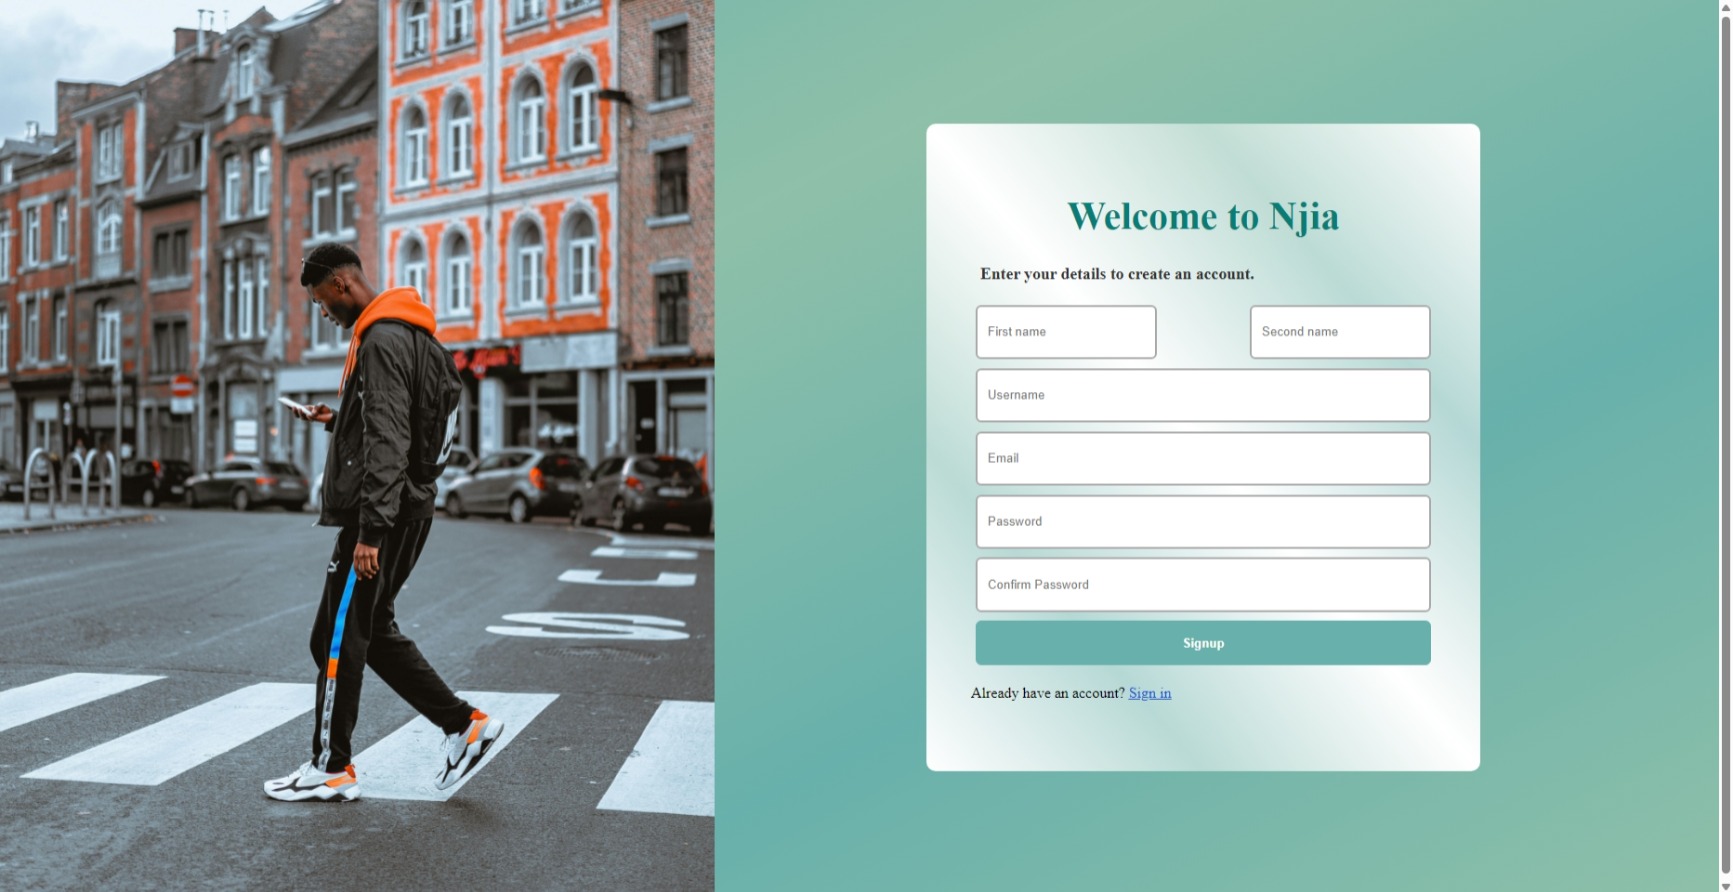 Welcome to Njia
Enter your details to create an account.
First name
Second name
Username
Email
Password
Confirm Password
Signup
Already have an account? Sign in